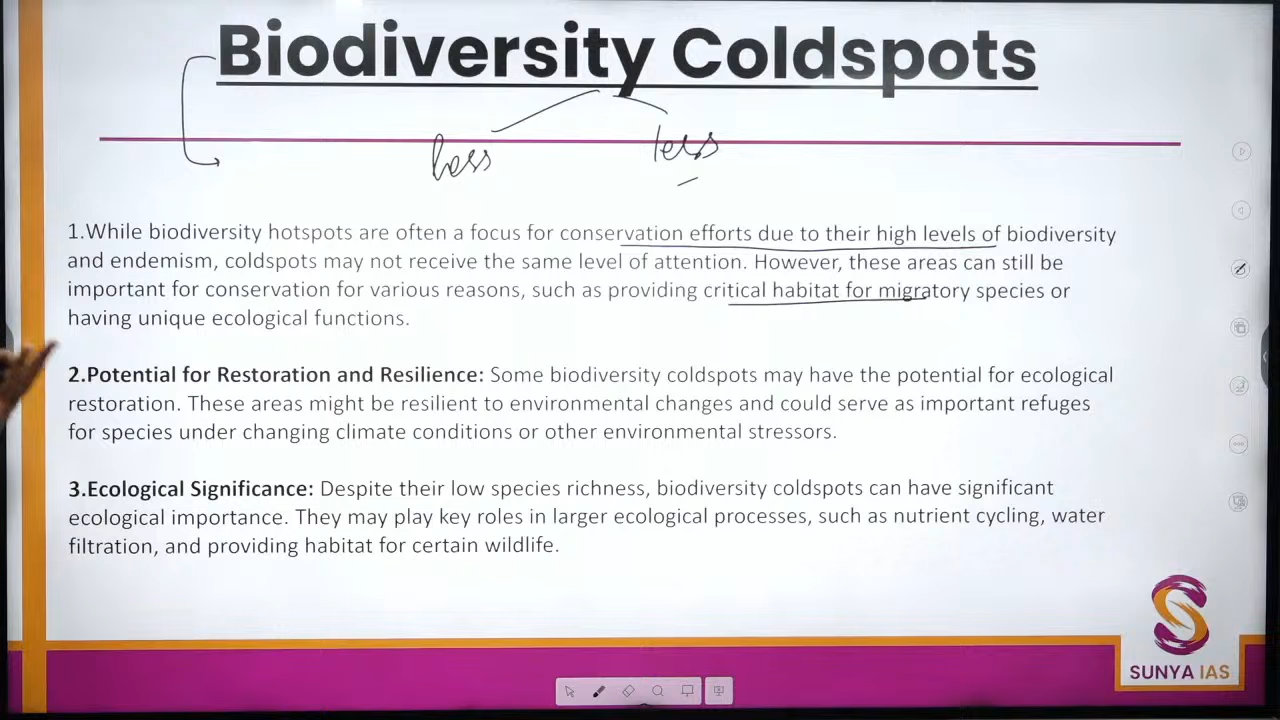 Biodiversity Coldspots
loss less
1.While biodiversity hotspots are often a focus for conservation efforts due to their high levels of biodiversity
and endemism, coldspots may not receive the same level of attention. However, these areas can still be
important for conservation for various reasons, such as providing critical habitat for migratory species or
having unique ecological functions.
2.Potential for Restoration and Resilience: Some biodiversity coldspots may have the potential for ecological
restoration. These areas might be resilient to environmental changes and could serve as important refuges
for species under changing climate conditions or other environmental stressors.
3.Ecological Significance: Despite their low species richness, biodiversity coldspots can have significant
ecological importance. They may play key roles in larger ecological processes, such as nutrient cycling, water
filtration, and providing habitat for certain wildlife.
SUNYA IAS